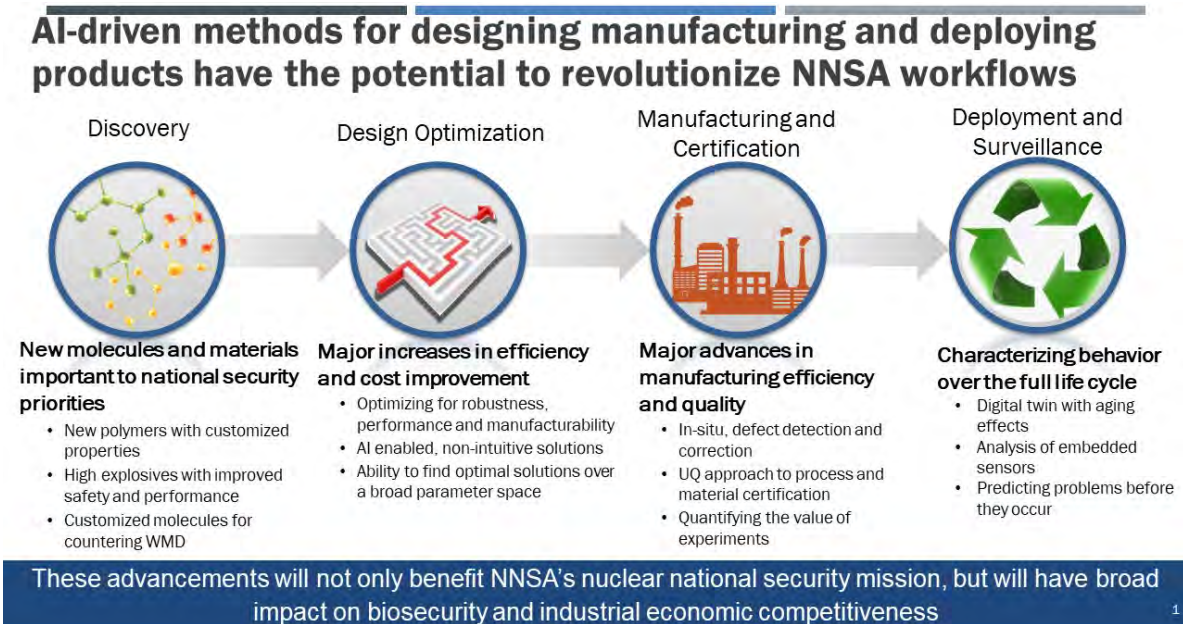 AI-driven methods for designing manufacturing and deploying
products have the potential to revolutionize NNSA workflows
Discovery
New molecules and materials
important to national security
priorities
• New polymers with customized
properties
• High explosives with improved
safety and performance
• Customized molecules for
countering WMD
Design Optimization
Major increases in efficiency
and cost improvement
• Optimizing for robustness,
performance and manufacturability
• AI enabled, non-intuitive solutions
• Ability to find optimal solutions over
a broad parameter space
Manufacturing and
Certification
Major advances in
manufacturing efficiency
and quality
• In-situ, defect detection and
correction
• UQ approach to process and
material certification
• Quantifying the value of
experiments
Deployment and
Surveillance
Characterizing behavior
over the full life cycle
• Digital twin with aging
effects
• Analysis of embedded
sensors
• Predicting problems before
they occur
These advancements will not only benefit NNSA's nuclear national security mission, but will have broad
impact on biosecurity and industrial economic competitiveness
1